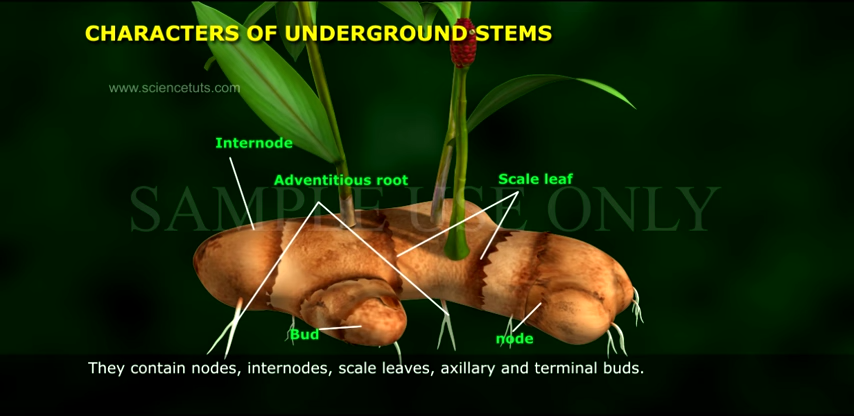 CHARACTERS OF UNDERGROUND STEMS
www.sciencetuts.com
Internode
Adventitious root
Scale leaf
SAMPLE USE ONLY
Bud
node
They contain nodes, internodes, scale leaves, axillary and terminal buds.